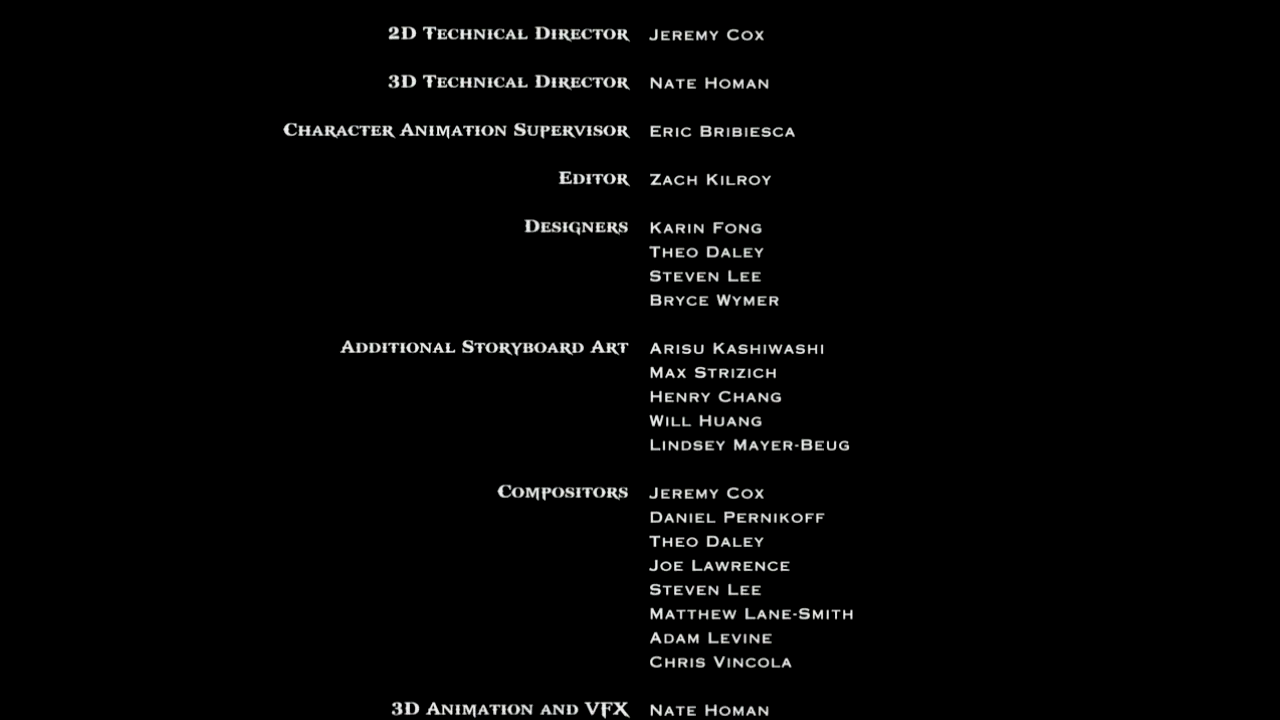 2D Technical Director Jeremy Cox
3D Technical Director Nate Homan
Character Animation Supervisor Eric Bribiesca
Editor Zach Kilroy
Designers Karin Fong
Theo Daley
Steven Lee
Bryce Wymer
Additional Storyboard Art Arisu Kashiwashi
Max Strizich
Henry Chang
Will Huang
Lindsey Mayer-Beug
Compositors Jeremy Cox
Daniel Pernikoff
Theo Daley
Joe Lawrence
Steven Lee
Matthew Lane-Smith
Adam Levine
Chris Vincola
3D Animation and VFX Nate Homan